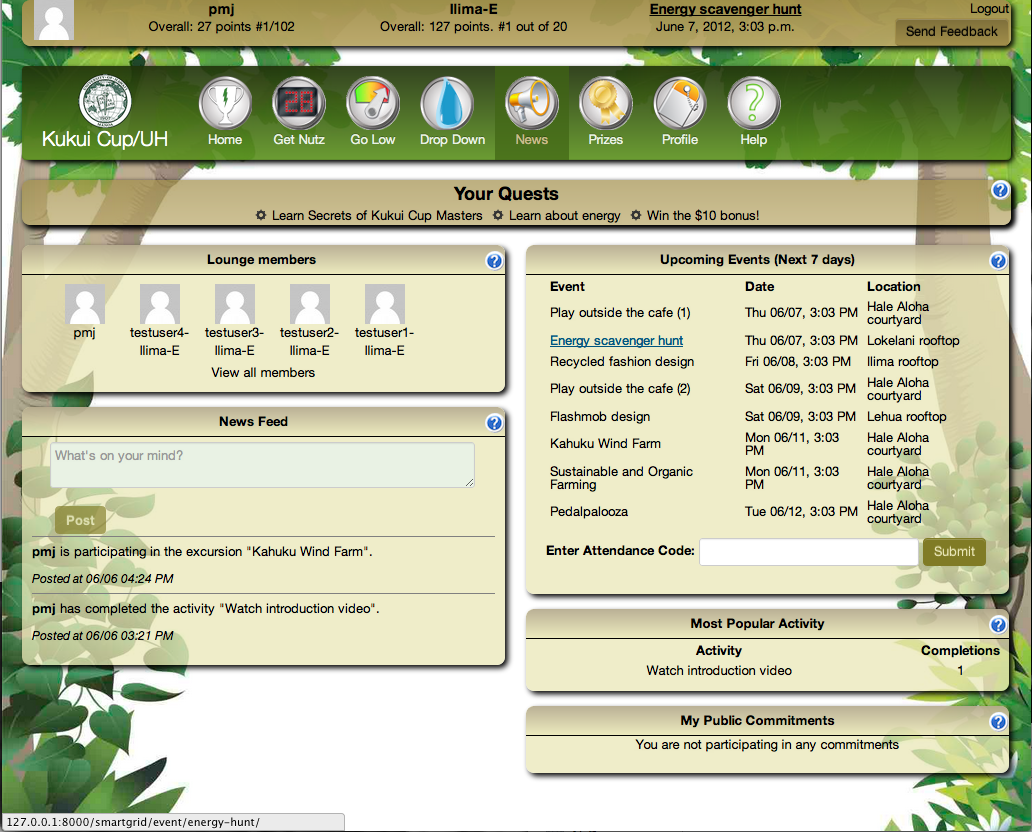 pmj
Overall: 27 points #1/102
Ilima-E
Overall: 127 points. #1 out of 20
Energy scavenger hunt
June 7, 2012, 3:03 p.m.
Logout
Send Feedback
Kukui Cup/UH
28
Home
Get Nutz
Go Low
Drop Down
News
Prizes
Profile
Help
Your Quests
Learn Secrets of Kukui Cup Masters
Learn about energy
Win the $10 bonus!
Lounge members
pmj
testuser4-
Ilima-E
testuser3-
Ilima-E
testuser2-
Ilima-E
testuser1-
Ilima-E
View all members
News Feed
What's on your mind?
Post
pmj is participating in the excursion "Kahuku Wind Farm".
Posted at 06/06 04:24 PM
pmj has completed the activity "Watch introduction video".
Posted at 06/06 03:21 PM
Upcoming Events (Next 7 days)
Event Date Location
Play outside the cafe (1) Thu 06/07, 3:03 PM Hale Aloha
courtyard
Energy scavenger hunt Thu 06/07, 3:03 PM Lokelani rooftop
Recycled fashion design Fri 06/08, 3:03 PM Ilima rooftop
Play outside the cafe (2) Sat 06/09, 3:03 PM Hale Aloha
courtyard
Flashmob design Sat 06/09, 3:03 PM Lehua rooftop
Kahuku Wind Farm Mon 06/11, 3:03 Hale Aloha
PM courtyard
Sustainable and Organic Mon 06/11, 3:03 Hale Aloha
Farming PM courtyard
Pedalpalooza Tue 06/12, 3:03 PM Hale Aloha
courtyard
Enter Attendance Code: Submit
Most Popular Activity
Activity Completions
Watch introduction video 1
My Public Commitments
You are not participating in any commitments
127.0.0.1:8000/smartgrid/event/energy-hunt/